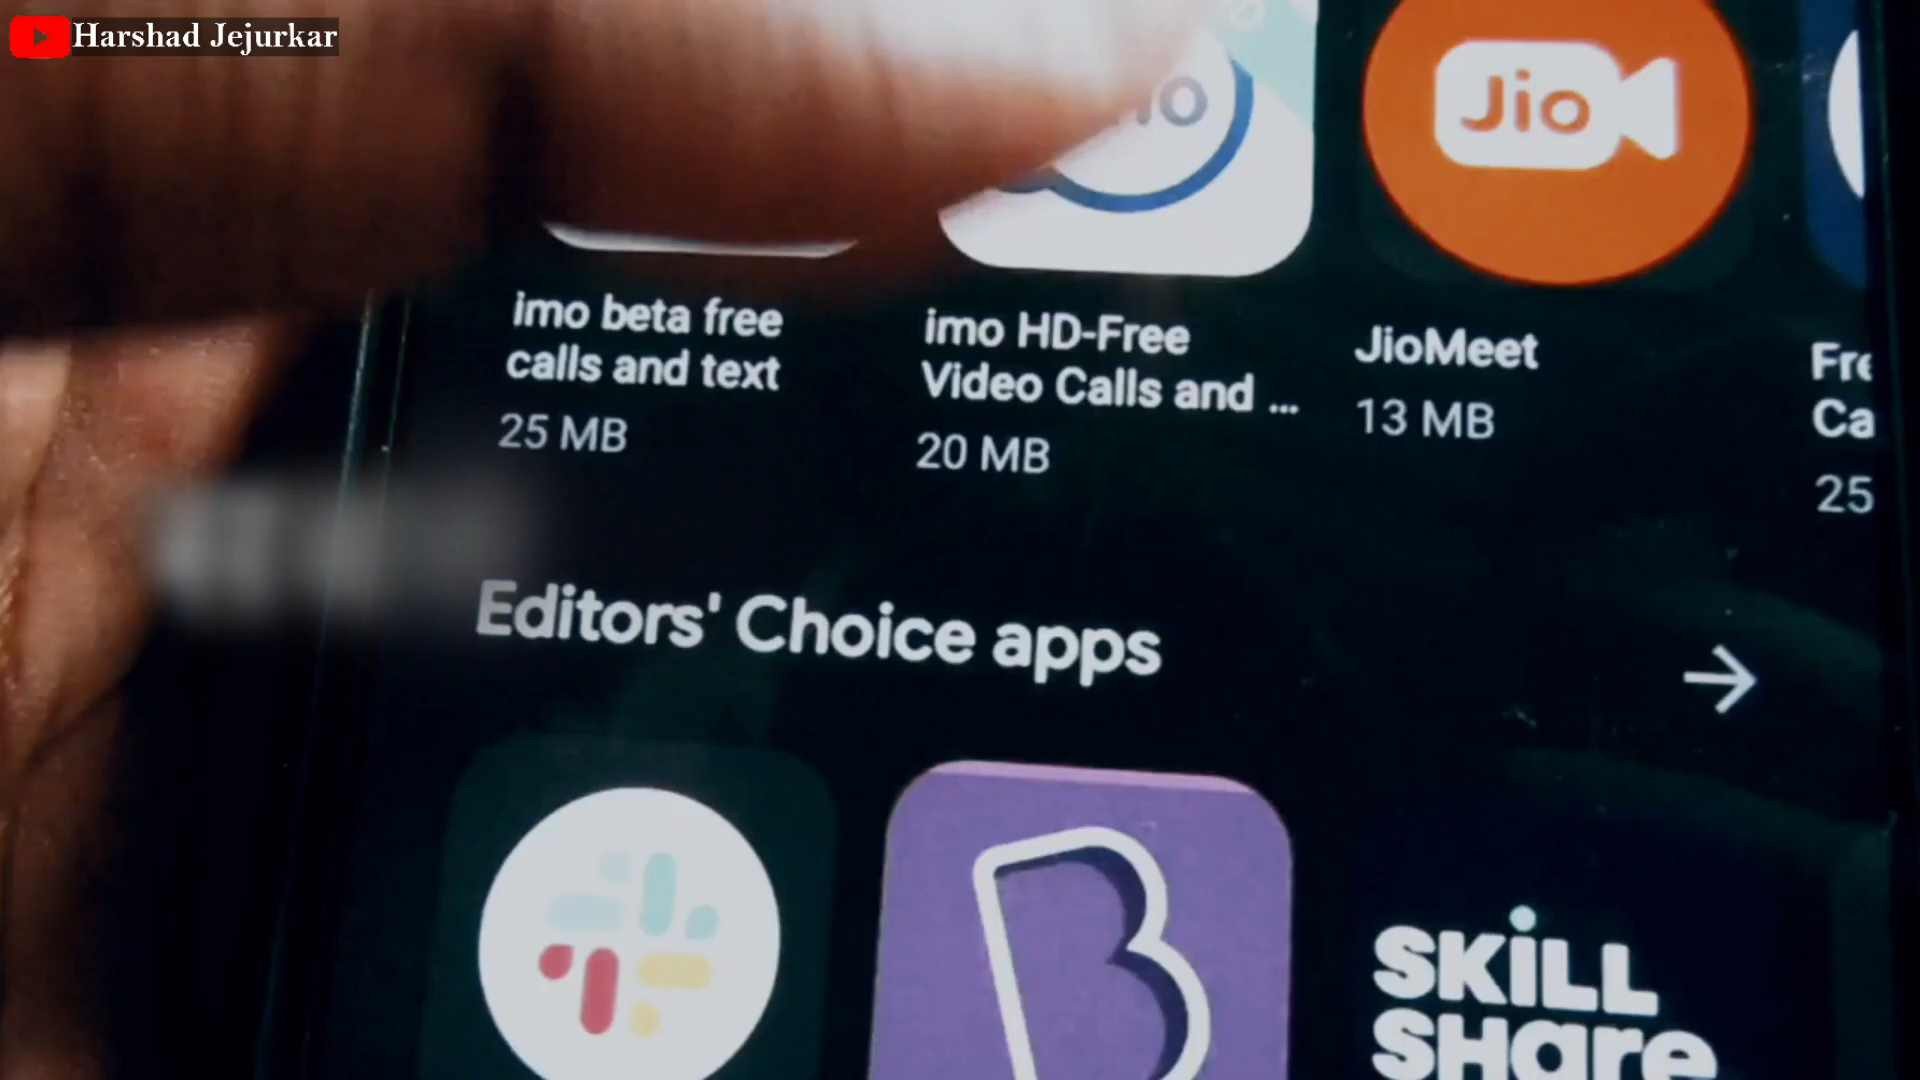 Harshad Jejurkar
Jio
imo beta free
calls and text
25 MB
imo HD-Free
Video Calls and ...
20 MB
JioMeet
13 MB
25
Editors' Choice apps
B
SKiLL
SHare